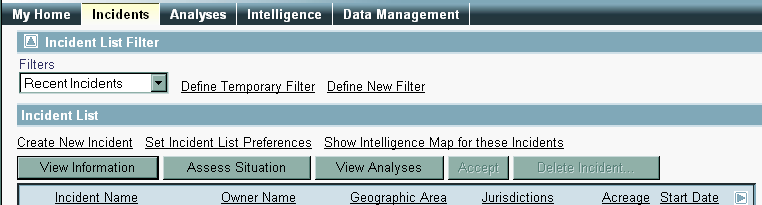 My Home Incidents Analyses Intelligence Data Management
Incident List Filter
Filters
Recent Incidents Define Temporary Filter Define New Filter
Incident List
Create New Incident Set Incident List Preferences Show Intelligence Map for these Incidents
View Information Assess Situation View Analyses Accept Delete Incident...
Incident Name Owner Name Geographic Area Jurisdictions Acreage Start Date